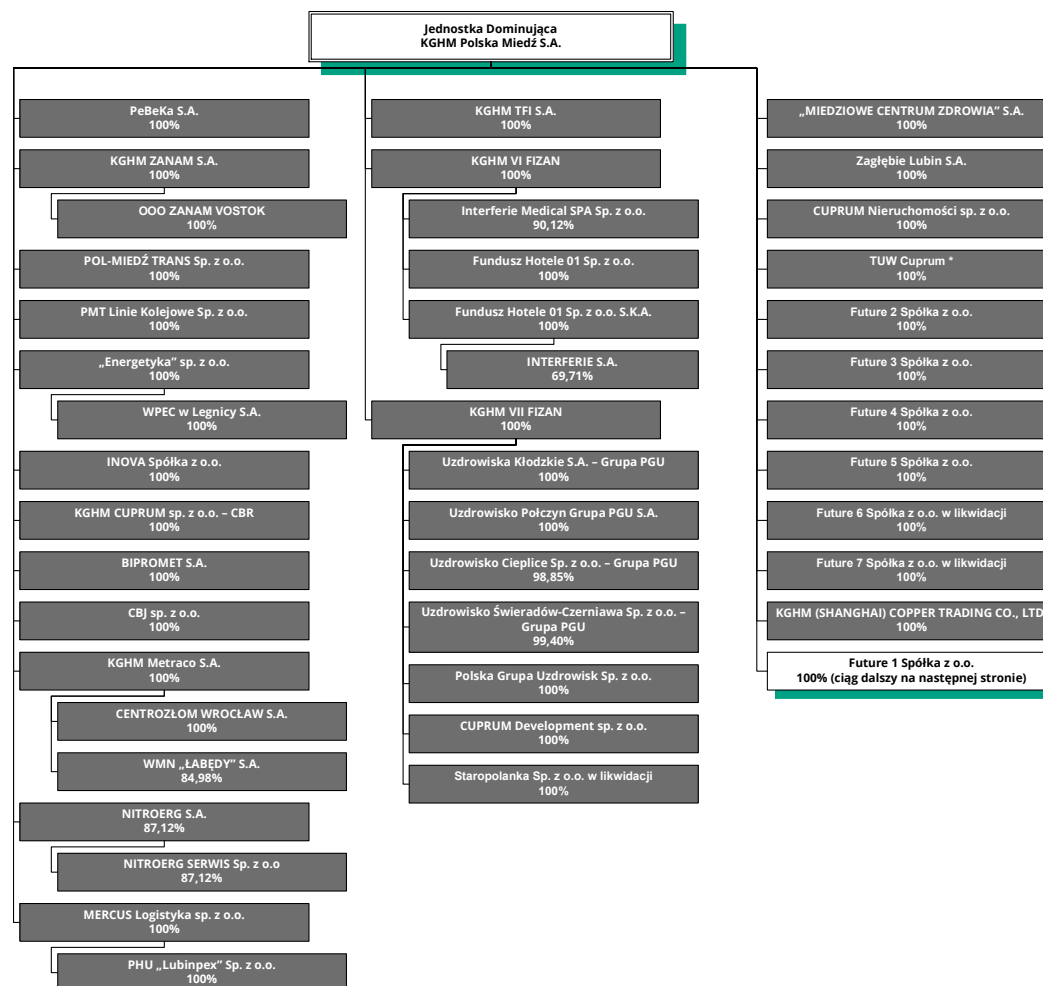 Jednostka Dominująca
KGHM Polska Miedź S.A.
PeBeKa S.A.
100%
KGHM ZANAM S.A.
100%
OOO ZANAM VOSTOK
100%
POL-MIEDŹ TRANS Sp. z o.o.
100%
PMT Linie Kolejowe Sp. z o.o.
100%
„Energetyka” sp. z o.o.
100%
WPEC w Legnicy S.A.
100%
INOVA Spółka z o.o.
100%
KGHM CUPRUM sp. z o.o. – CBR
100%
BIPROMET S.A.
100%
CBJ sp. z o.o.
100%
KGHM Metraco S.A.
100%
CENTROZŁOM WROCŁAW S.A.
100%
WMN „ŁABĘDY” S.A.
84,98%
NITROERG S.A.
87,12%
NITROERG SERWIS Sp. z o.o
87,12%
MERCUS Logistyka sp. z o.o.
100%
PHU „Lubinpex” Sp. z o.o.
100%
KGHM TFI S.A.
100%
KGHM VI FIZAN
100%
Interferie Medical SPA Sp. z o.o.
90,12%
Fundusz Hotele 01 Sp. z o.o.
100%
Fundusz Hotele 01 Sp. z o.o. S.K.A.
100%
INTERFERIE S.A.
69,71%
KGHM VII FIZAN
100%
Uzdrowiska Kłodzkie S.A. – Grupa PGU
100%
Uzdrowisko Połczyn Grupa PGU S.A.
100%
Uzdrowisko Cieplice Sp. z o.o. – Grupa PGU
98,85%
Uzdrowisko Świeradów-Czerniawa Sp. z o.o. –
Grupa PGU
99,40%
Polska Grupa Uzdrowisk Sp. z o.o.
100%
CUPRUM Development sp. z o.o.
100%
Staropolanka Sp. z o.o. w likwidacji
100%
„MIEDZIOWE CENTRUM ZDROWIA” S.A.
100%
Zagłębie Lubin S.A.
100%
CUPRUM Nieruchomości sp. z o.o.
100%
TUW Cuprum *
100%
Future 2 Spółka z o.o.
100%
Future 3 Spółka z o.o.
100%
Future 4 Spółka z o.o.
100%
Future 5 Spółka z o.o.
100%
Future 6 Spółka z o.o. w likwidacji
100%
Future 7 Spółka z o.o. w likwidacji
100%
KGHM (SHANGHAI) COPPER TRADING CO., LTD
100%
Future 1 Spółka z o.o.
100% (ciąg dalszy na następnej stronie)